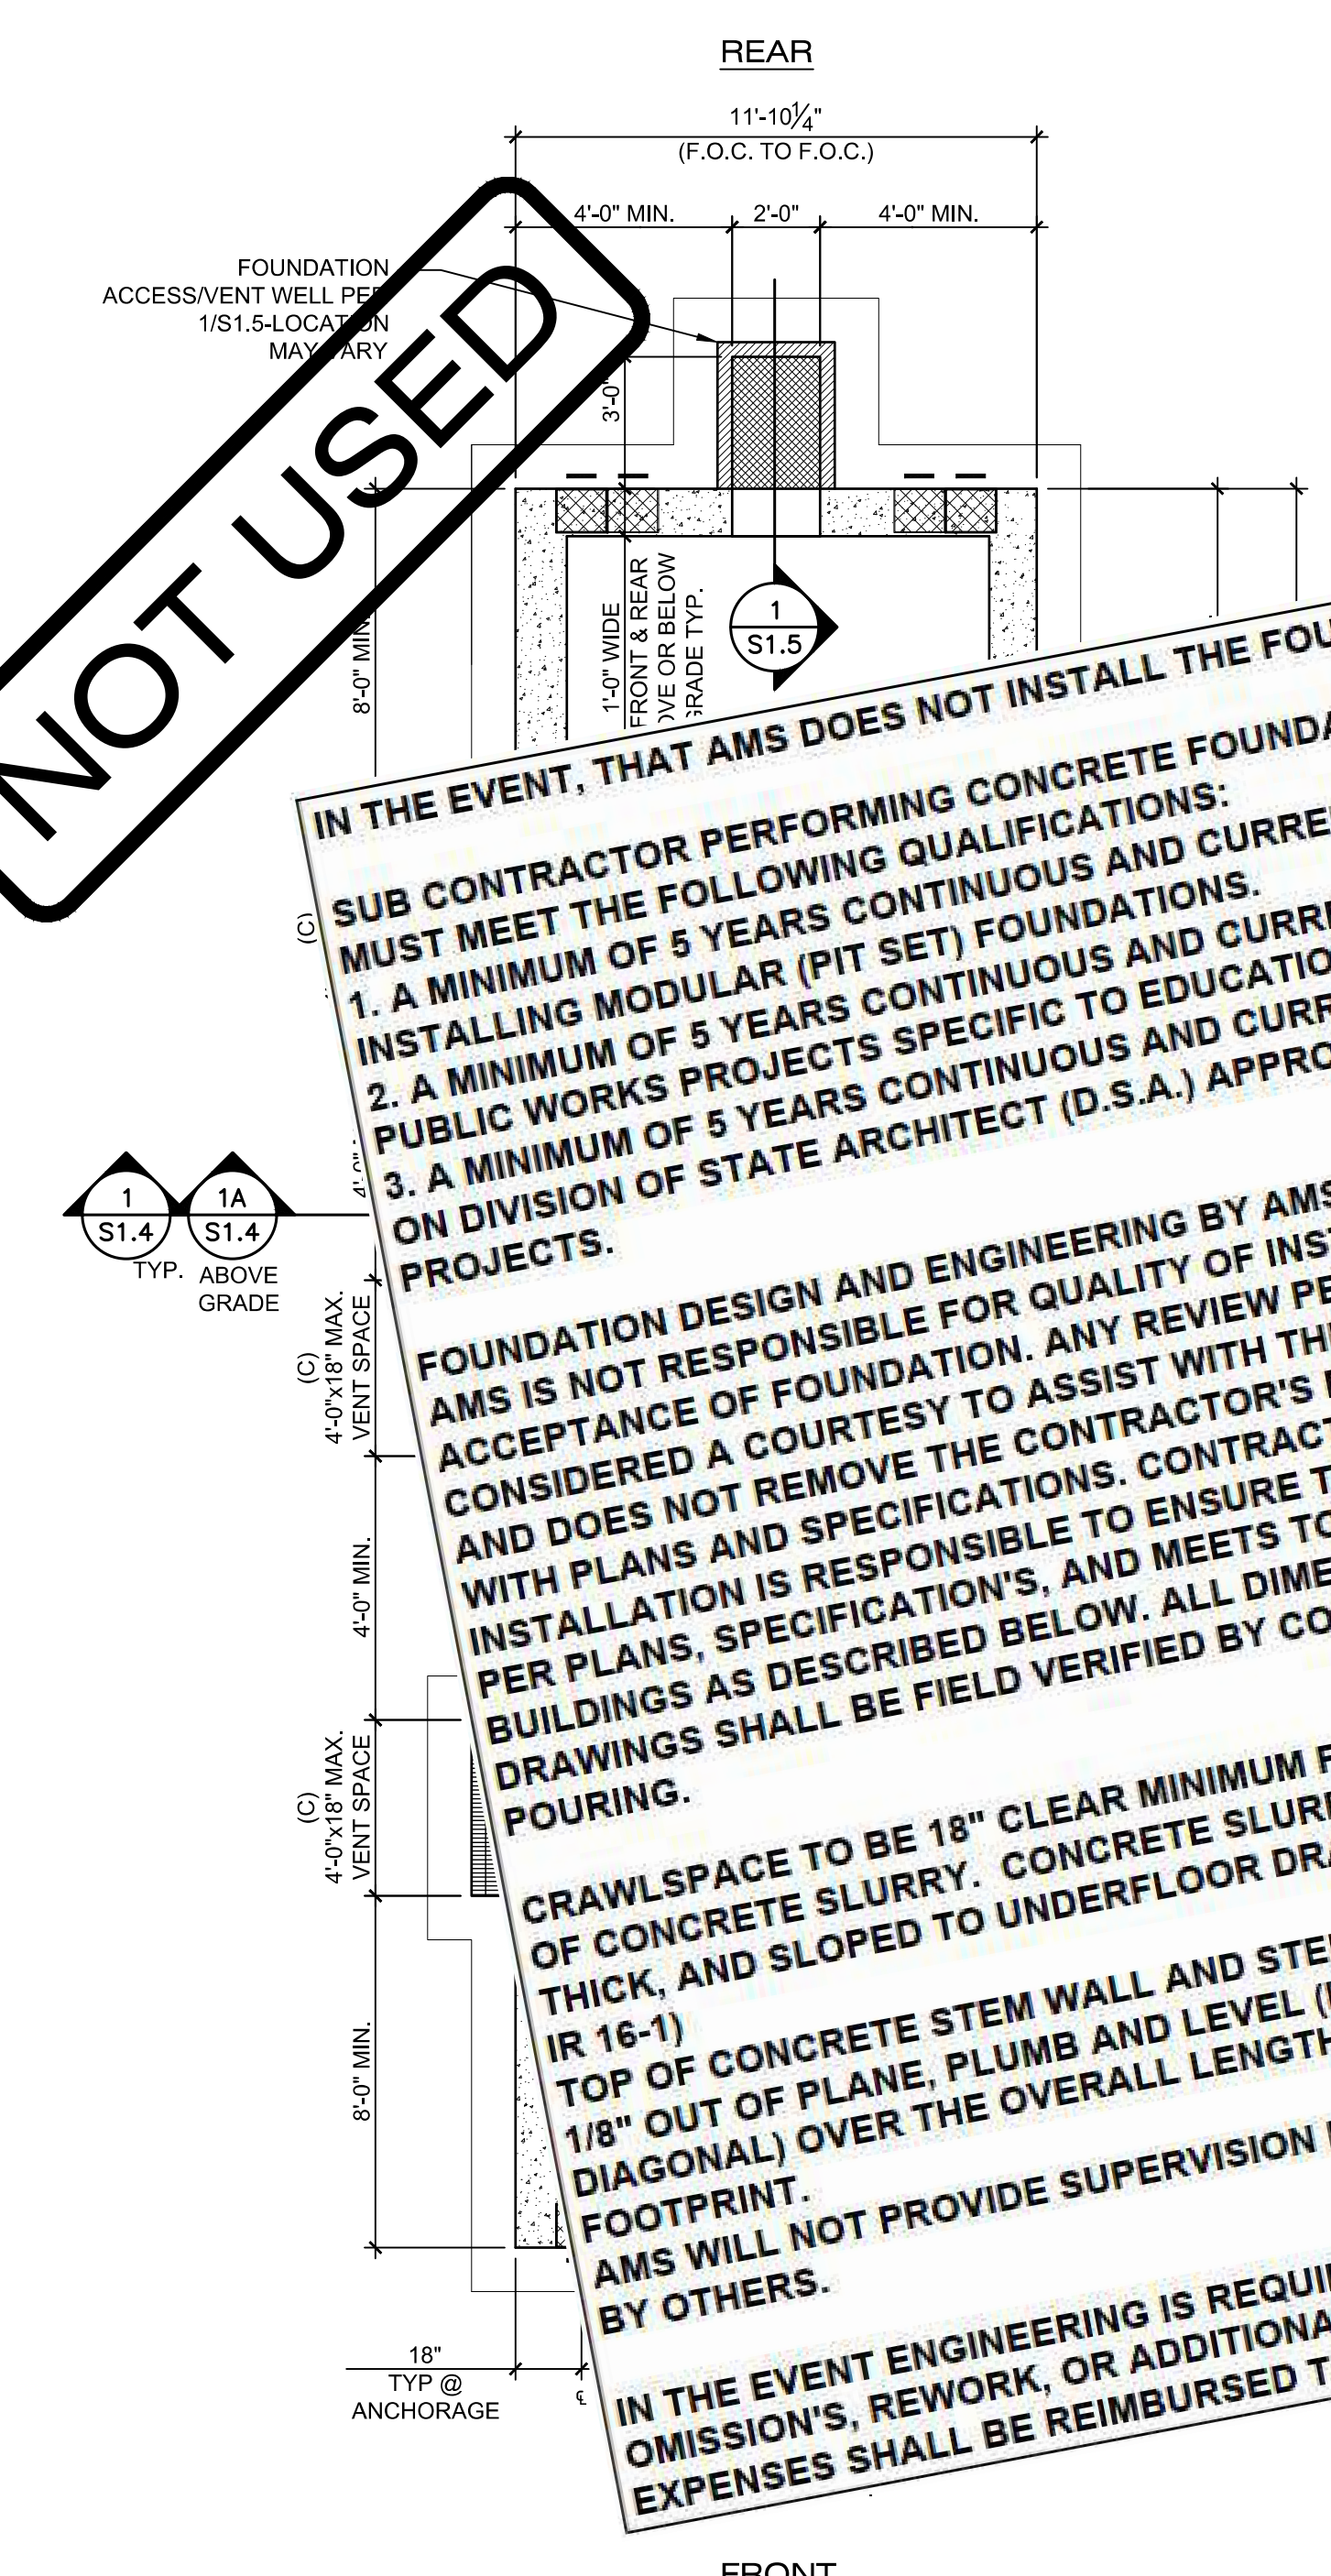 REAR
11'-10 1/4"
(F.O.C. TO F.O.C.)
4'-0" MIN.
2'-0"
4'-0" MIN.
FOUNDATION
ACCESS/VENT WELL
1/S1.5-LOCATION
MAY
NOT USED
3'-0"
8'-0" MIN.
1'-0" WIDE
FRONT & REAR
OR BELOW
TYP.
1
S1.5
(C)
1
S1.4
TYP.
1A
S1.4
ABOVE
GRADE
(C)
4'-0"x18" MAX.
VENT SPACE
4'-0" MIN.
(C)
4'-0"x18" MAX.
VENT SPACE
8'-0" MIN.
18"
TYP @
ANCHORAGE
℄
IN THE EVENT, THAT AMS DOES NOT INSTALL THE
SUB CONTRACTOR PERFORMING CONCRETE
MUST MEET THE FOLLOWING QUALIFICATIONS:
1. A MINIMUM OF 5 YEARS CONTINUOUS AND
INSTALLING MODULAR (PIT SET) FOUNDATIONS.
2. A MINIMUM OF 5 YEARS CONTINUOUS AND
PUBLIC WORKS PROJECTS SPECIFIC TO
3. A MINIMUM OF 5 YEARS CONTINUOUS AND
ON DIVISION OF STATE ARCHITECT (D.S.A.)
PROJECTS.
FOUNDATION DESIGN AND ENGINEERING BY AMS
AMS IS NOT RESPONSIBLE FOR QUALITY OF
ACCEPTANCE OF FOUNDATION. ANY REVIEW
CONSIDERED A COURTESY TO ASSIST WITH
AND DOES NOT REMOVE THE CONTRACTOR'S
WITH PLANS AND SPECIFICATIONS.
INSTALLATION IS RESPONSIBLE TO ENSURE
PER PLANS, SPECIFICATION'S, AND MEETS
BUILDINGS AS DESCRIBED BELOW. ALL
DRAWINGS SHALL BE FIELD VERIFIED BY
POURING.
CRAWLSPACE TO BE 18" CLEAR MINIMUM
OF CONCRETE SLURRY. CONCRETE
THICK, AND SLOPED TO UNDERFLOOR
IR 16-1)
TOP OF CONCRETE STEM WALL AND
1/8" OUT OF PLANE, PLUMB AND LEVEL
DIAGONAL) OVER THE OVERALL LENGTH
FOOTPRINT.
AMS WILL NOT PROVIDE SUPERVISION
BY OTHERS.
IN THE EVENT ENGINEERING IS
OMISSION'S, REWORK, OR
EXPENSES SHALL BE REIMBURSED
FRONT